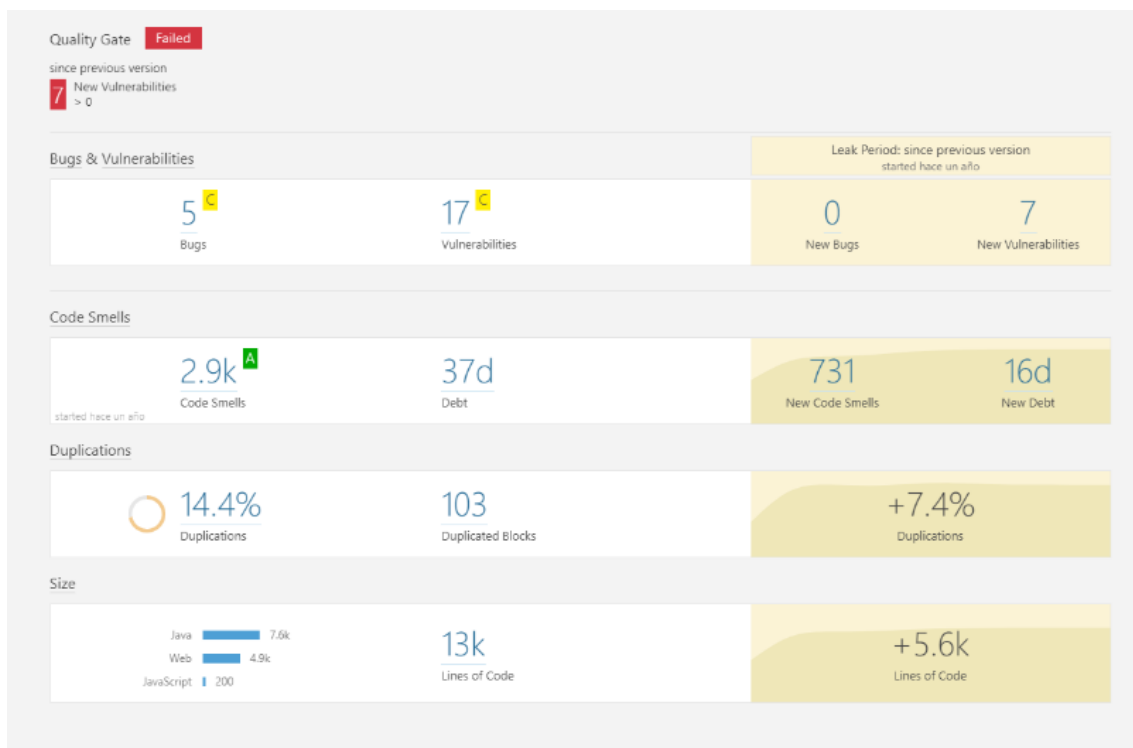 Quality Gate Failed
since previous version
7 New Vulnerabilities
> 0
Bugs & Vulnerabilities
Leak Period: since previous version
started hace un año
5 C
Bugs
17 C
Vulnerabilities
0
New Bugs
7
New Vulnerabilities
Code Smells
started hace un año
2.9k A
Code Smells
37d
Debt
731
New Code Smells
16d
New Debt
Duplications
14.4%
Duplications
103
Duplicated Blocks
+7.4%
Duplications
Size
Java 7.6k
Web 4.9k
JavaScript 200
13k
Lines of Code
+5.6k
Lines of Code